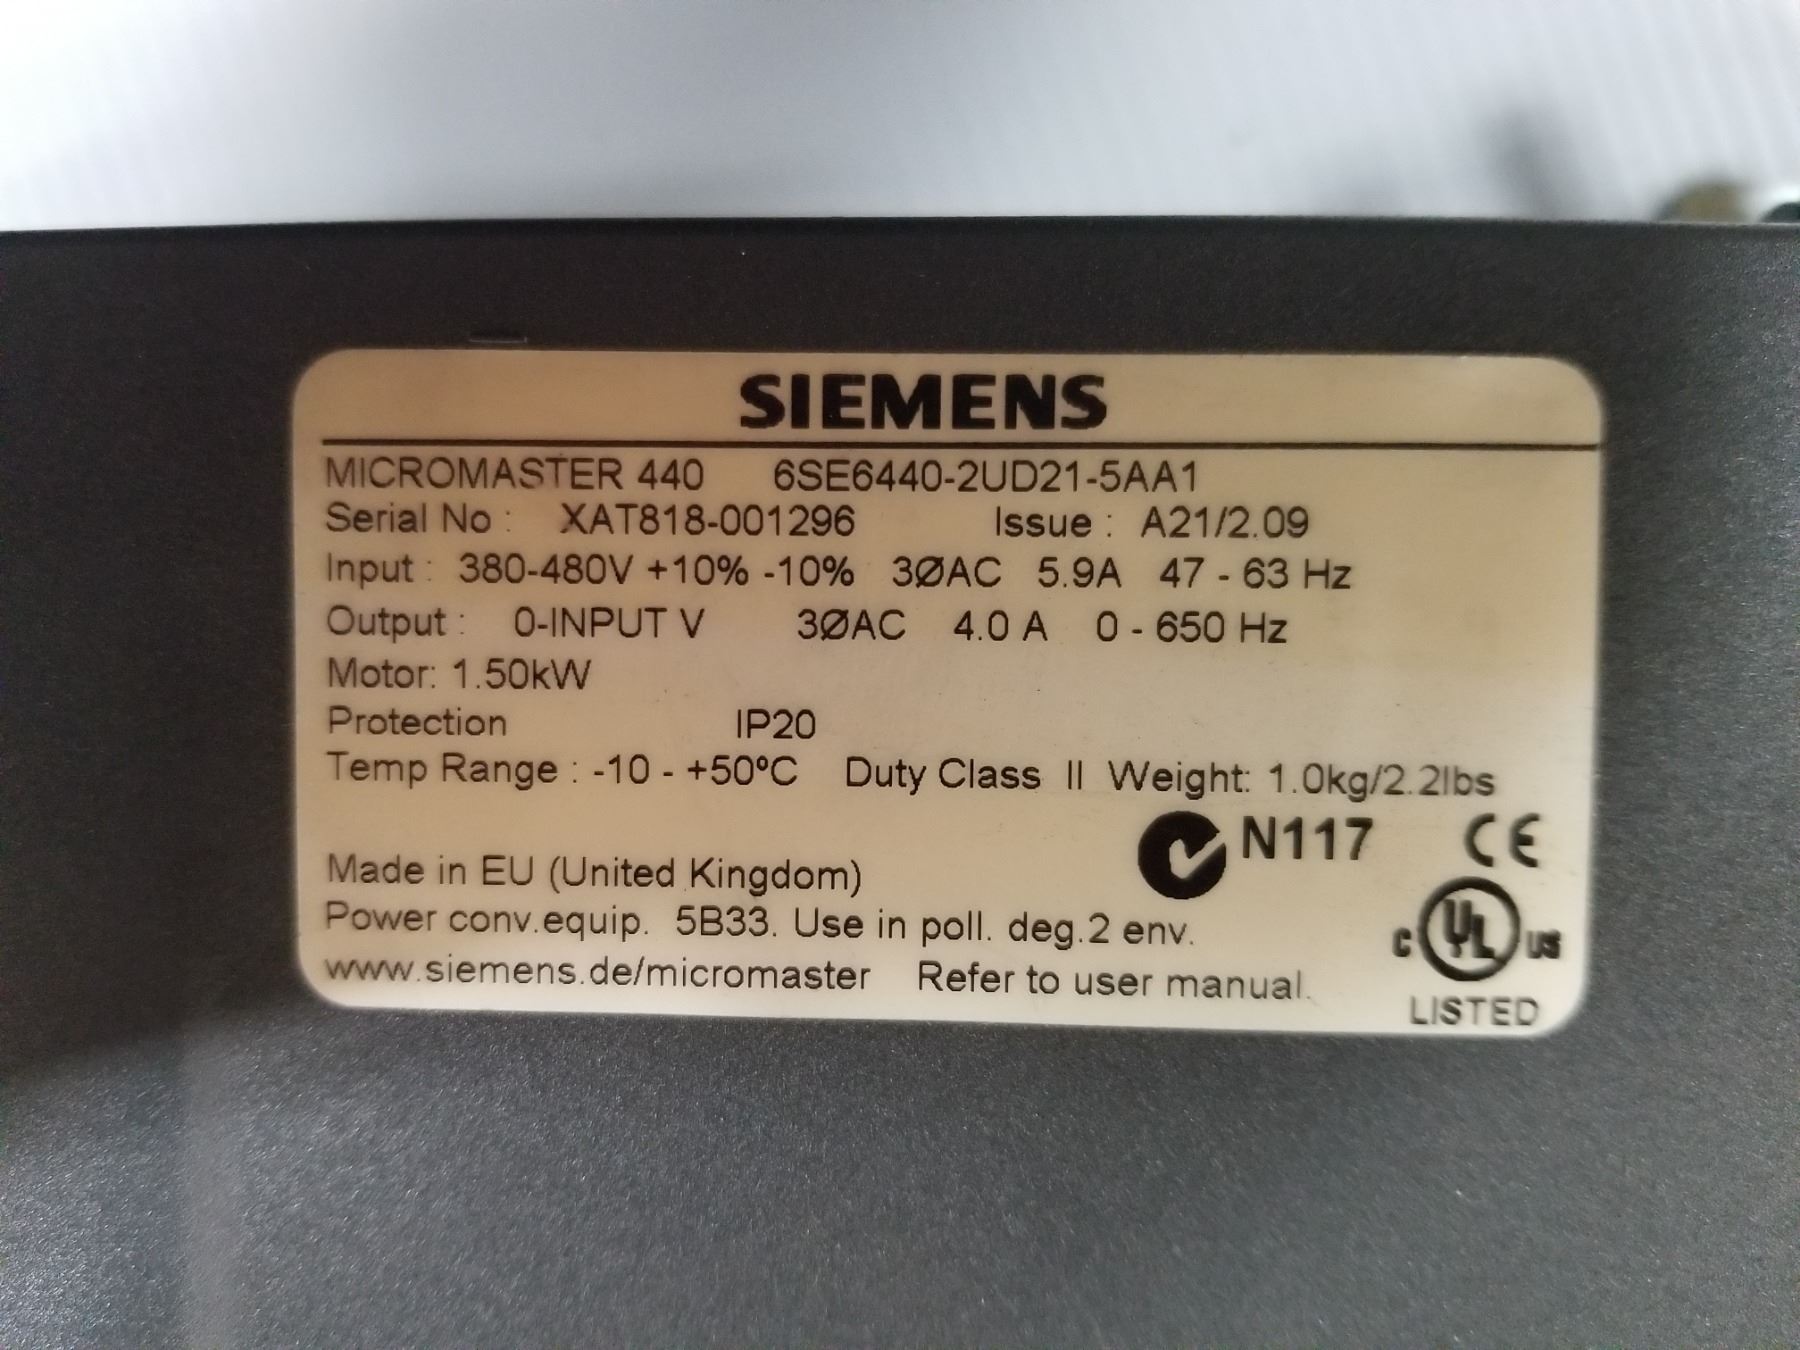 SIEMENS
MICROMASTER 440 6SE6440-2UD21-5AA1
Serial No : XAT818-001296 Issue : A21/2.09
Input : 380-480V +10% -10% 3ØAC 5.9A 47 - 63 Hz
Output : 0-INPUT V 3ØAC 4.0 A 0 - 650 Hz
Motor: 1.50kW
Protection IP20
Temp Range : -10 - +50ºC Duty Class II Weight: 1.0kg/2.2lbs
N117 CE
Made in EU (United Kingdom)
Power conv.equip. 5B33. Use in poll. deg.2 env.
C UL US
www.siemens.de/micromaster Refer to user manual.
LISTED